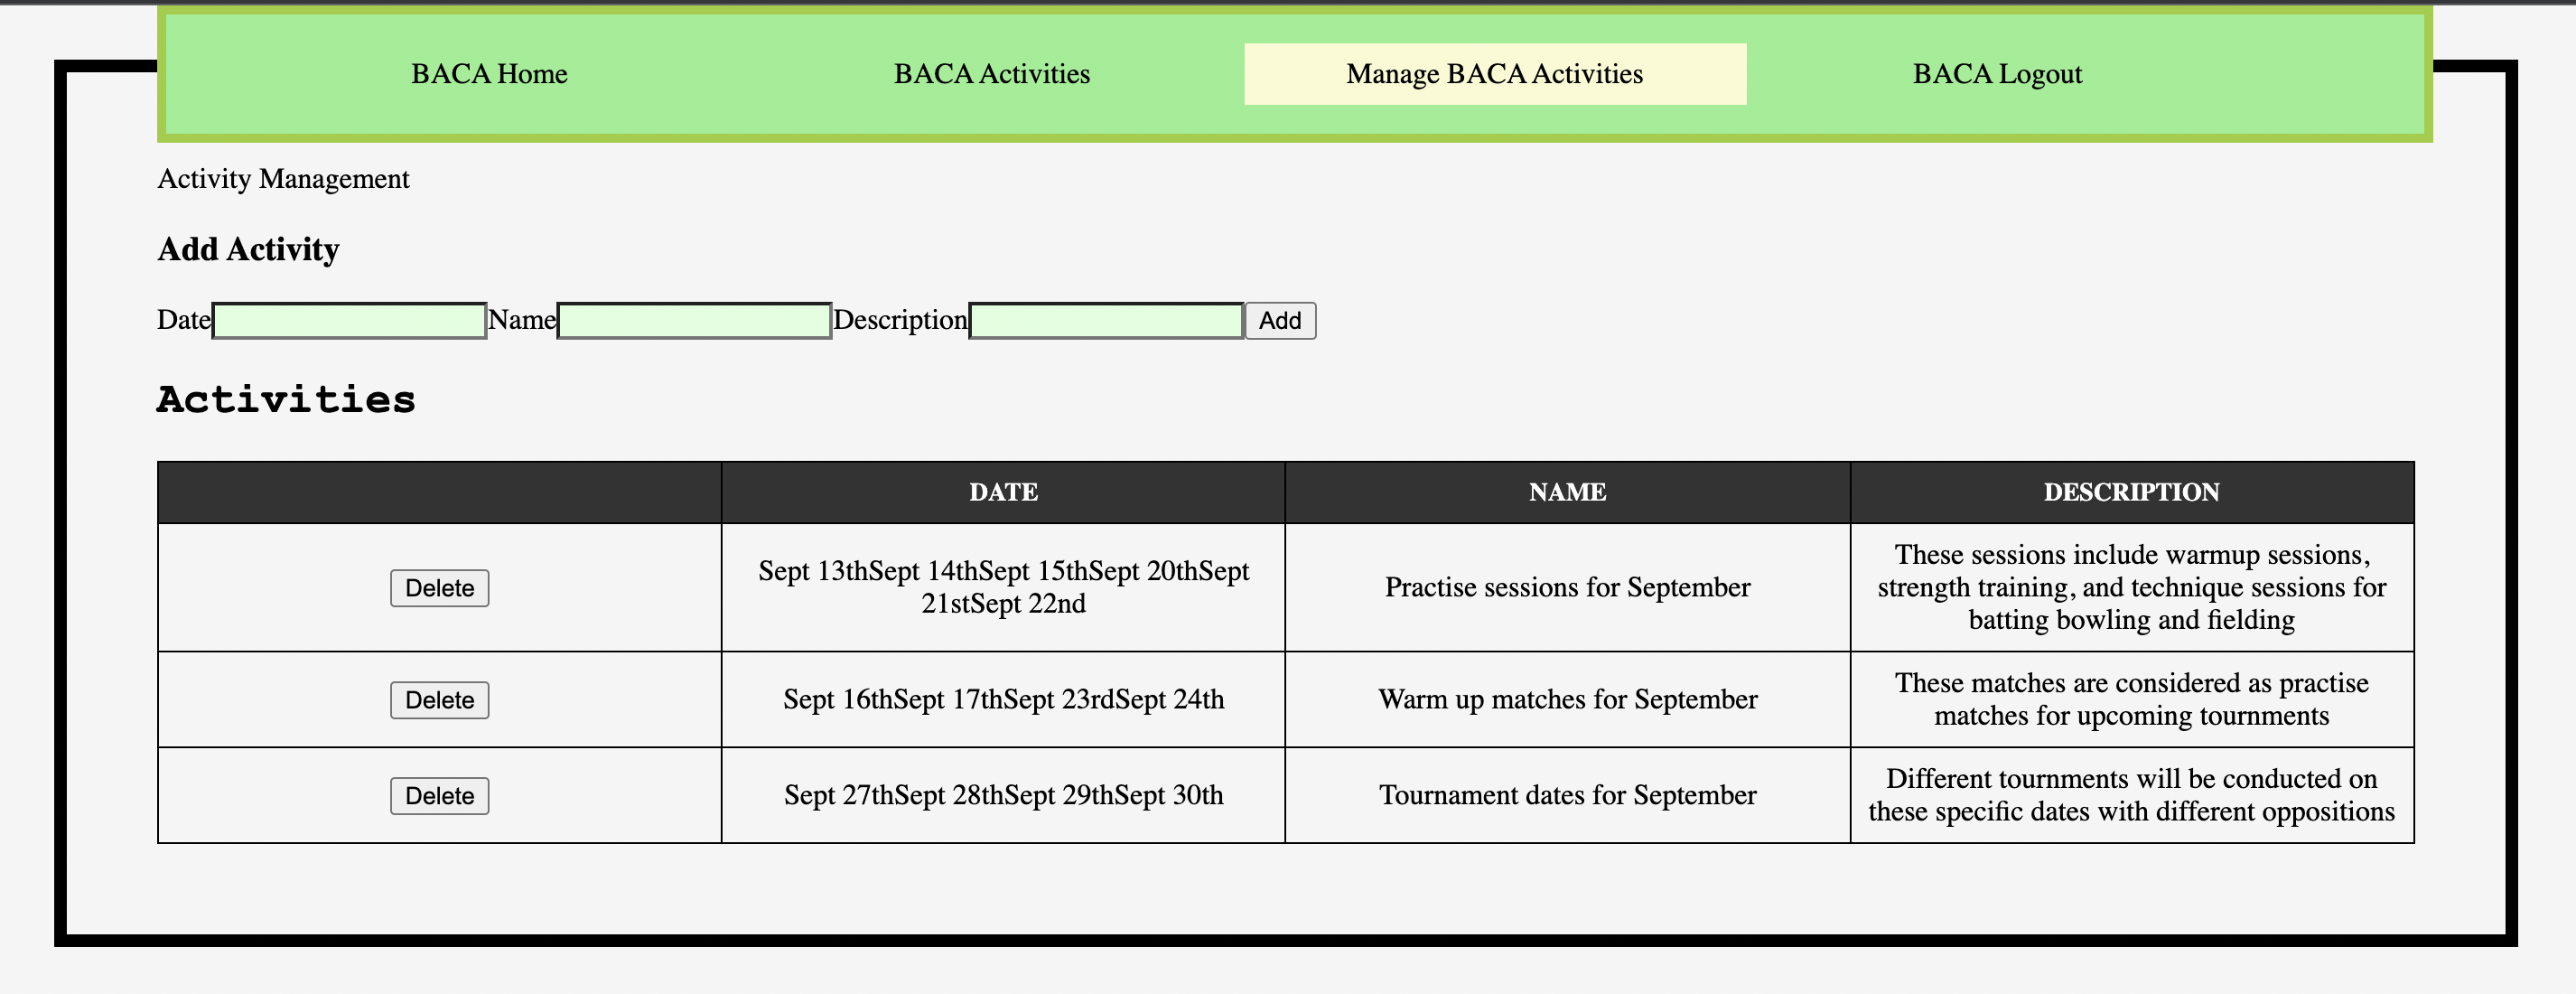 BACA Home BACA Activities Manage BACA Activities BACA Logout
Activity Management
Add Activity
Date Name Description Add
Activities
DATE NAME DESCRIPTION
Delete
Sept 13thSept 14thSept 15thSept 20thSept
21stSept 22nd
Practise sessions for September
These sessions include warmup sessions,
strength training, and technique sessions for
batting bowling and fielding
Delete
Sept 16thSept 17thSept 23rdSept 24th
Warm up matches for September
These matches are considered as practise
matches for upcoming tournments
Delete
Sept 27thSept 28thSept 29thSept 30th
Tournament dates for September
Different tournments will be conducted on
these specific dates with different oppositions